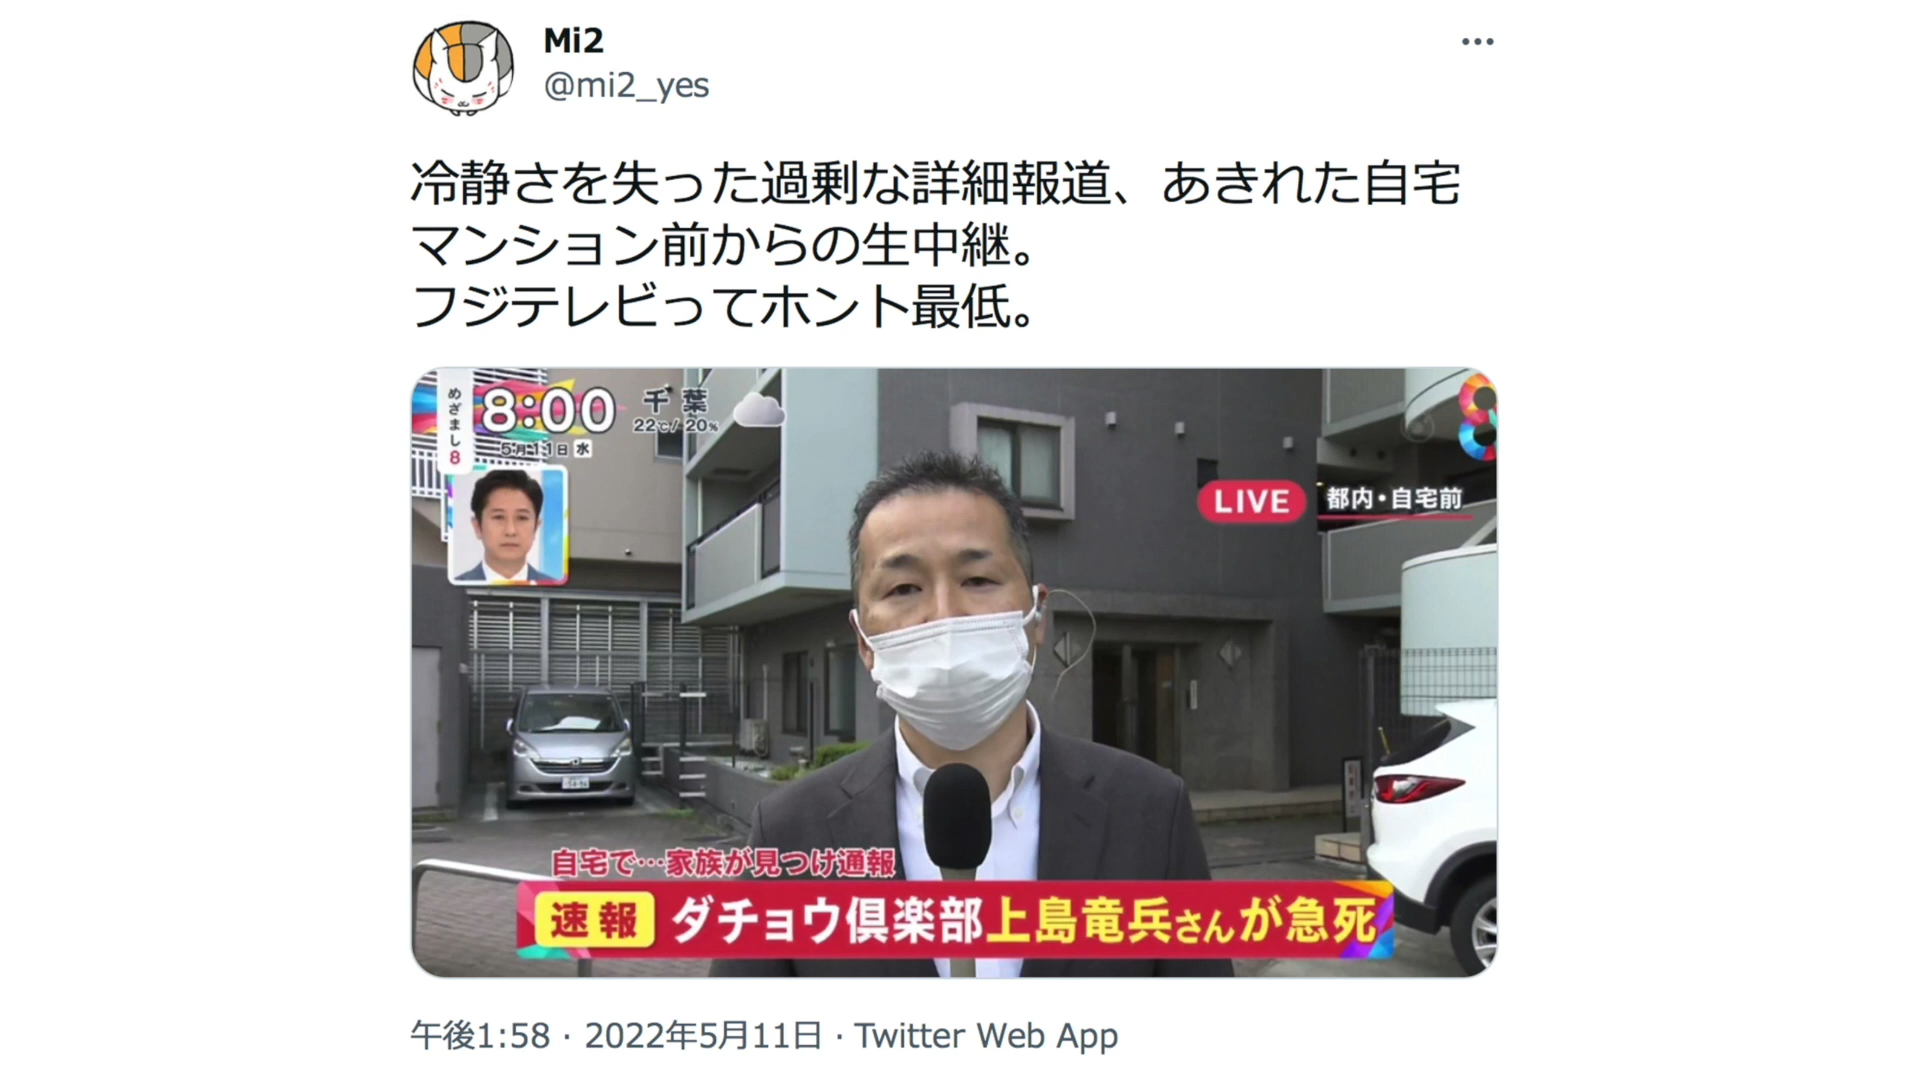 Mi2
@mi2_yes
冷静さを失った過剰な詳細報道、あきれた自宅
マンション前からの生中継。
フジテレビってホント最低。
めざまし8
8:00
千葉
22℃/20%
5月11日 水
LIVE 都内・自宅前
自宅で…家族が見つけ通報
速報 ダチョウ倶楽部上島竜兵さんが急死
午後1:58 · 2022年5月11日 · Twitter Web App